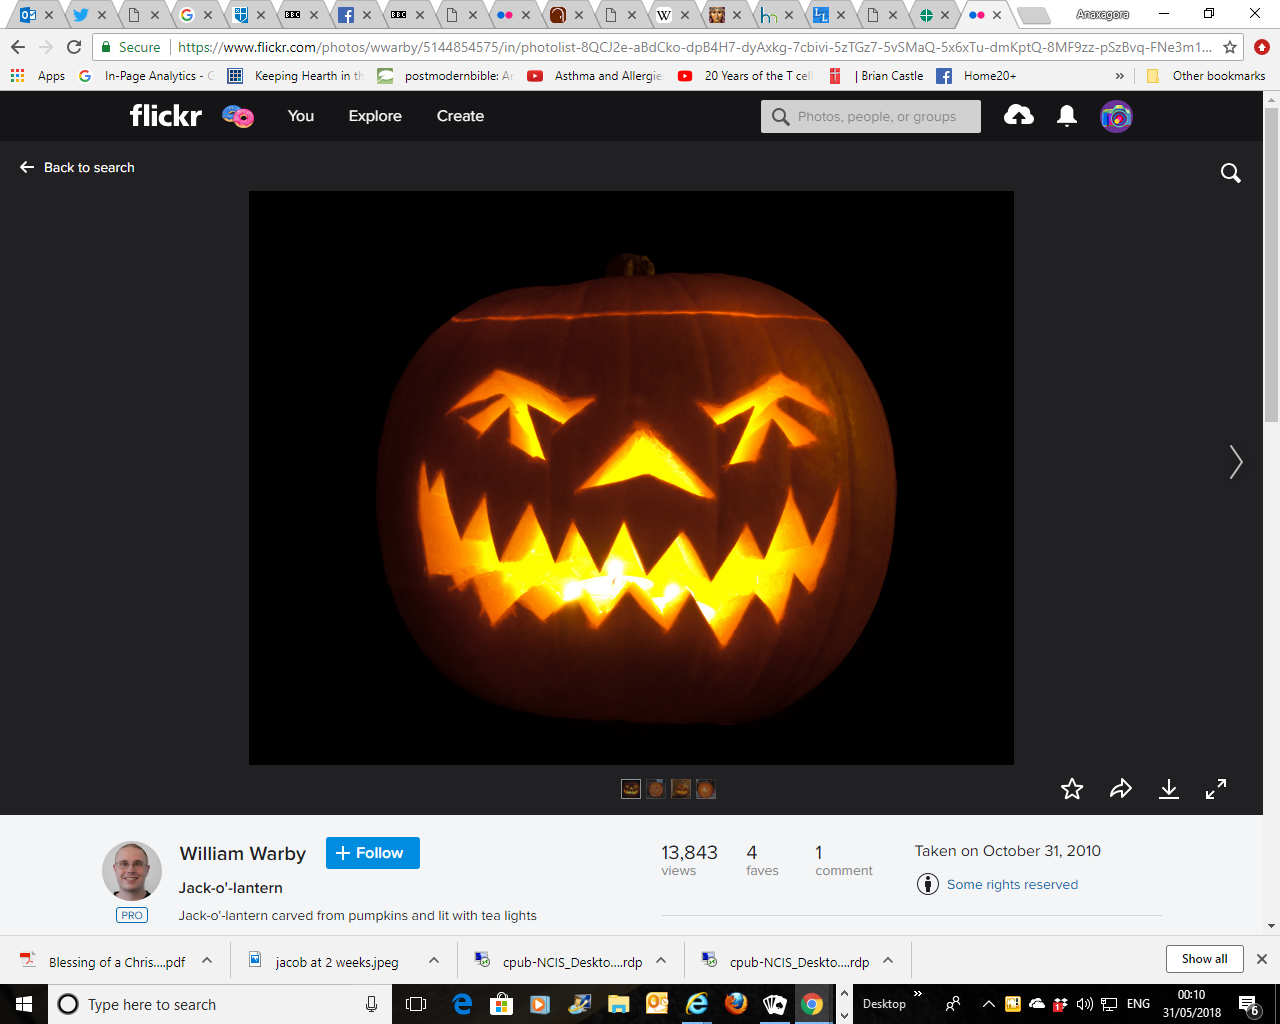 Anaxagora
Secure
https://www.flickr.com/photos/wwarby/5144854575/in/photolist-8QCJ2e-aBdCko-dpB4H7-dyAxkg-7cbivi-5zTGz7-5vSMaQ-5x6xTu-dmKptQ-8MF9zz-pSzBvq-FNe3m1...
Apps In-Page Analytics - G Keeping Hearth in th postmodernbible: Ar Asthma and Allergie 20 Years of the T cell | Brian Castle Home20+ » Other bookmarks
flickr You Explore Create Photos, people, or groups
Back to search
William Warby
+ Follow
PRO
Jack-o'-lantern
Jack-o'-lantern carved from pumpkins and lit with tea lights
13,843
views
4
faves
1
comment
Taken on October 31, 2010
Some rights reserved
Blessing of a Chris....pdf jacob at 2 weeks.jpeg cpub-NCIS_Deskto....rdp cpub-NCIS_Deskto....rdp Show all
Type here to search
Desktop »
ENG
00:10
31/05/2018
6